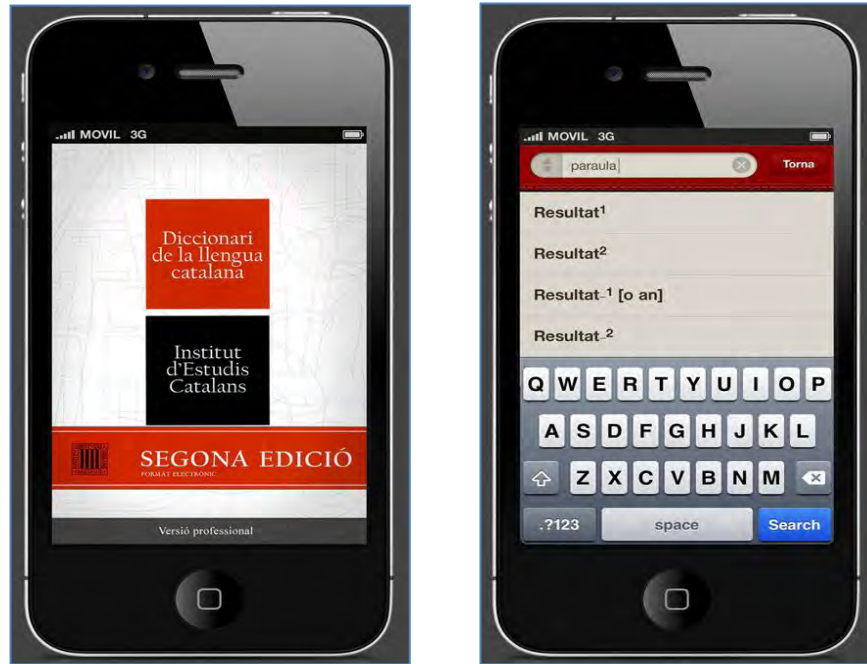 MOVIL 3G
Diccionari
de la llengua
catalana
Institut
d'Estudis
Catalans
SEGONA EDICIÓ
FORMAT ELECTRÒNIC
Versió professional
MOVIL 3G
paraula
Torna
Resultat¹
Resultat²
Resultat-¹ [o an]
Resultat-²
Q W E R T Y U I O P
A S D F G H J K L
Z X C V B N M
.?123 space Search